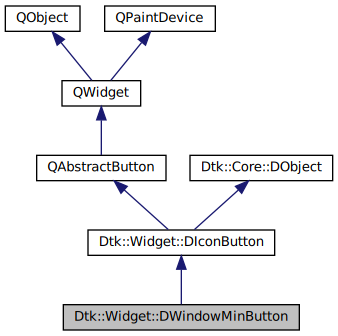 QObject
QPaintDevice
QWidget
QAbstractButton
Dtk::Core::DObject
Dtk::Widget::DIconButton
Dtk::Widget::DWindowMinButton